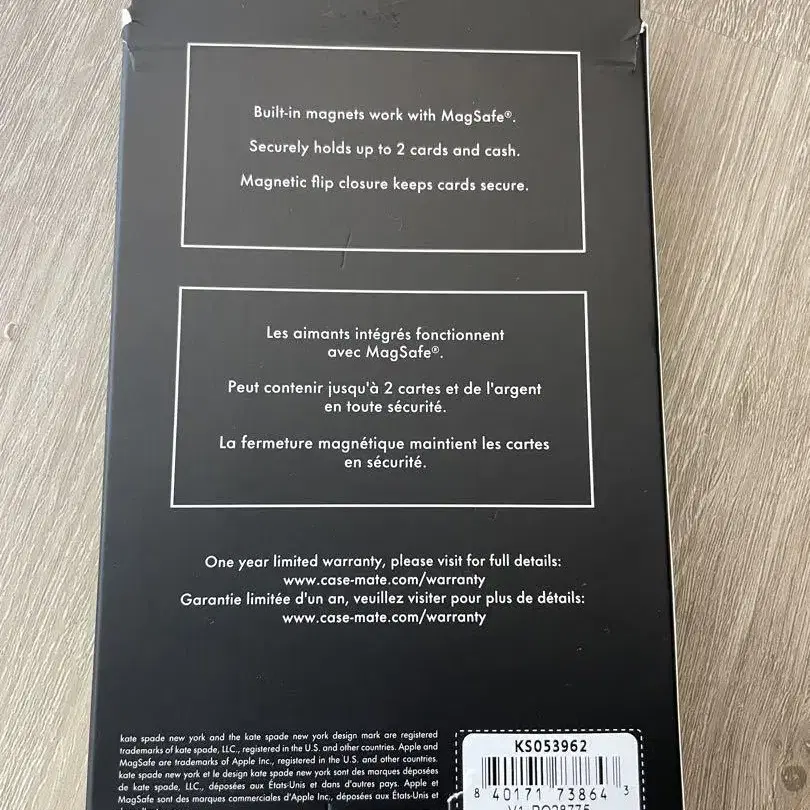 Built-in magnets work with MagSafe®.
Securely holds up to 2 cards and cash.
Magnetic flip closure keeps cards secure.
Les aimants intégrés fonctionnent
avec MagSafe®.
Peut contenir jusqu'à 2 cartes et de l'argent
en toute sécurité.
La fermeture magnétique maintient les cartes
en sécurité.
One year limited warranty, please visit for full details:
www.case-mate.com/warranty
Garantie limitée d'un an, veuillez visiter pour plus de détails:
www.case-mate.com/warranty
kate spade new york and the kate spade new york design mark are registered
trademarks of kate spade, LLC., registered in the U.S. and other countries. Apple and
MagSafe are trademarks of Apple Inc., registered in the U.S. and other countries.
kate spade new york et le design kate spade new york sont des marques déposées
de kate spade, LLC., déposées aux États-Unis et dans d'autres pays. Apple et
MagSafe sont des marques commerciales d'Apple Inc., déposées aux États-Unis et
KS053962
8 40171 73864 3